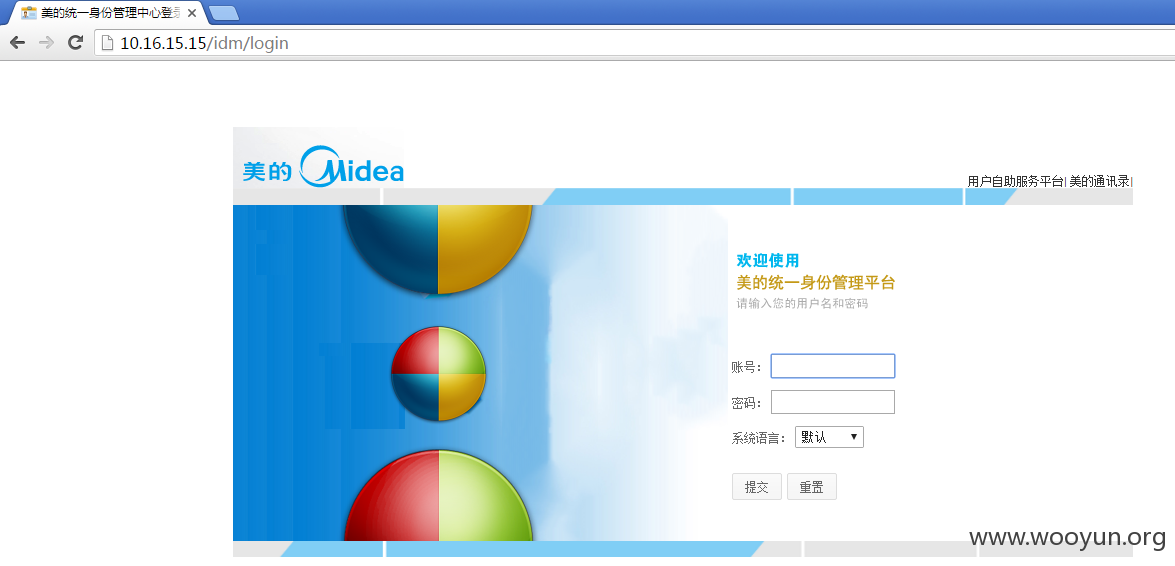 美的统一身份管理中心登录
10.16.15.15/idm/login
美的 Midea
用户自助服务平台| 美的通讯录|
欢迎使用
美的统一身份管理平台
请输入您的用户名和密码
账号：
密码：
系统语言： 默认
提交 重置
www.wooyun.org